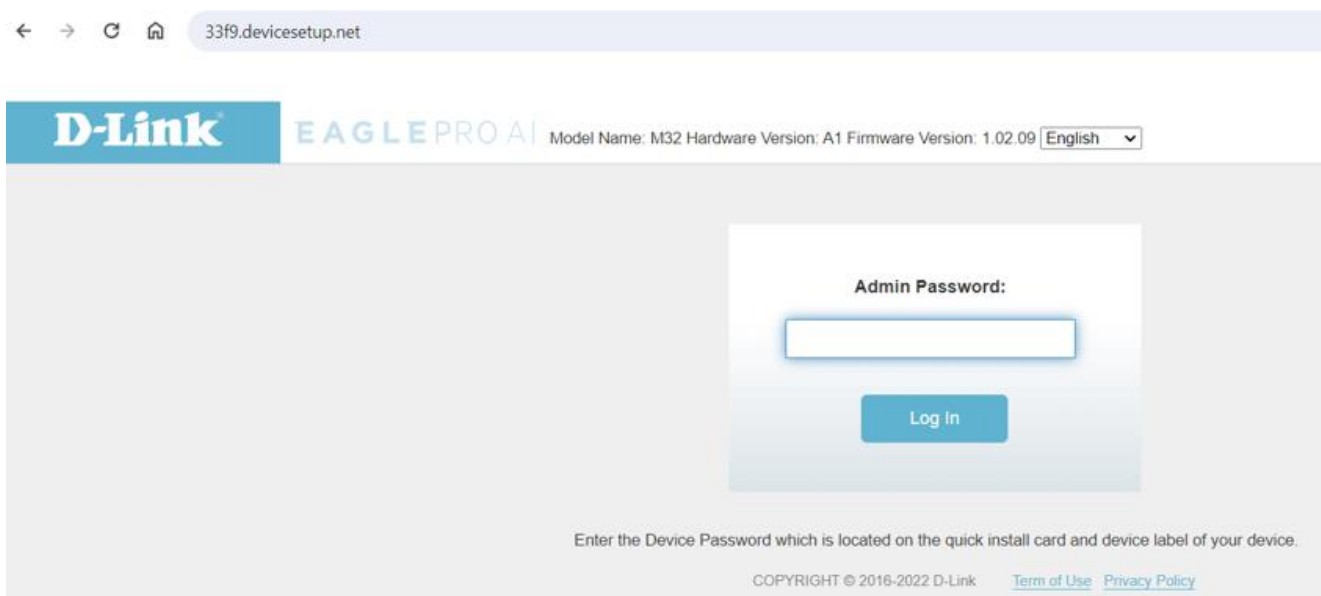 33f9.devicesetup.net
D-Link EAGLE PRO AI Model Name: M32 Hardware Version: A1 Firmware Version: 1.02.09 English
Admin Password:
Log In
Enter the Device Password which is located on the quick install card and device label of your device.
COPYRIGHT © 2016-2022 D-Link Term of Use Privacy Policy